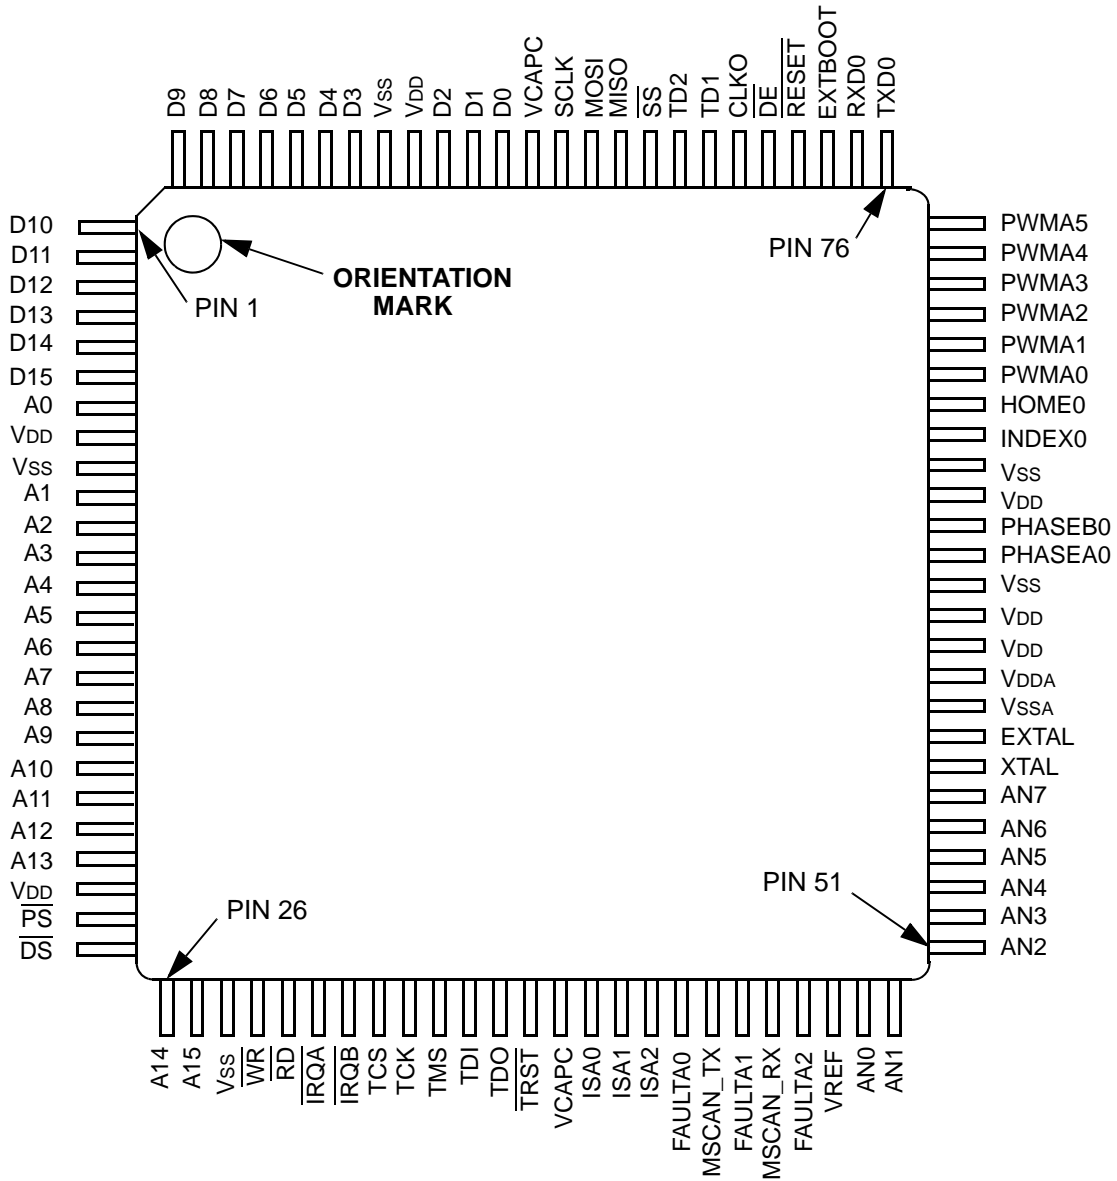 D9
D8
D7
D6
D5
D4
D3
VSS
VDD
D2
D1
D0
VCAPC
SCLK
MOSI
MISO
SS
TD2
TD1
CLKO
DE
RESET
EXTBOOT
RXD0
TXD0
D10
D11
D12
D13
D14
D15
A0
VDD
VSS
A1
A2
A3
A4
A5
A6
A7
A8
A9
A10
A11
A12
A13
VDD
PS
DS
PIN 1
ORIENTATION
MARK
PIN 76
PIN 26
PIN 51
PWMA5
PWMA4
PWMA3
PWMA2
PWMA1
PWMA0
HOME0
INDEX0
VSS
VDD
PHASEB0
PHASEA0
VSS
VDD
VDD
VDDA
VSSA
EXTAL
XTAL
AN7
AN6
AN5
AN4
AN3
AN2
A14
A15
VSS
WR
RD
IRQA
IRQB
TCS
TCK
TMS
TDI
TDO
TRST
VCAPC
ISA0
ISA1
ISA2
FAULTA0
MSCAN_TX
FAULTA1
MSCAN_RX
FAULTA2
VREF
AN0
AN1